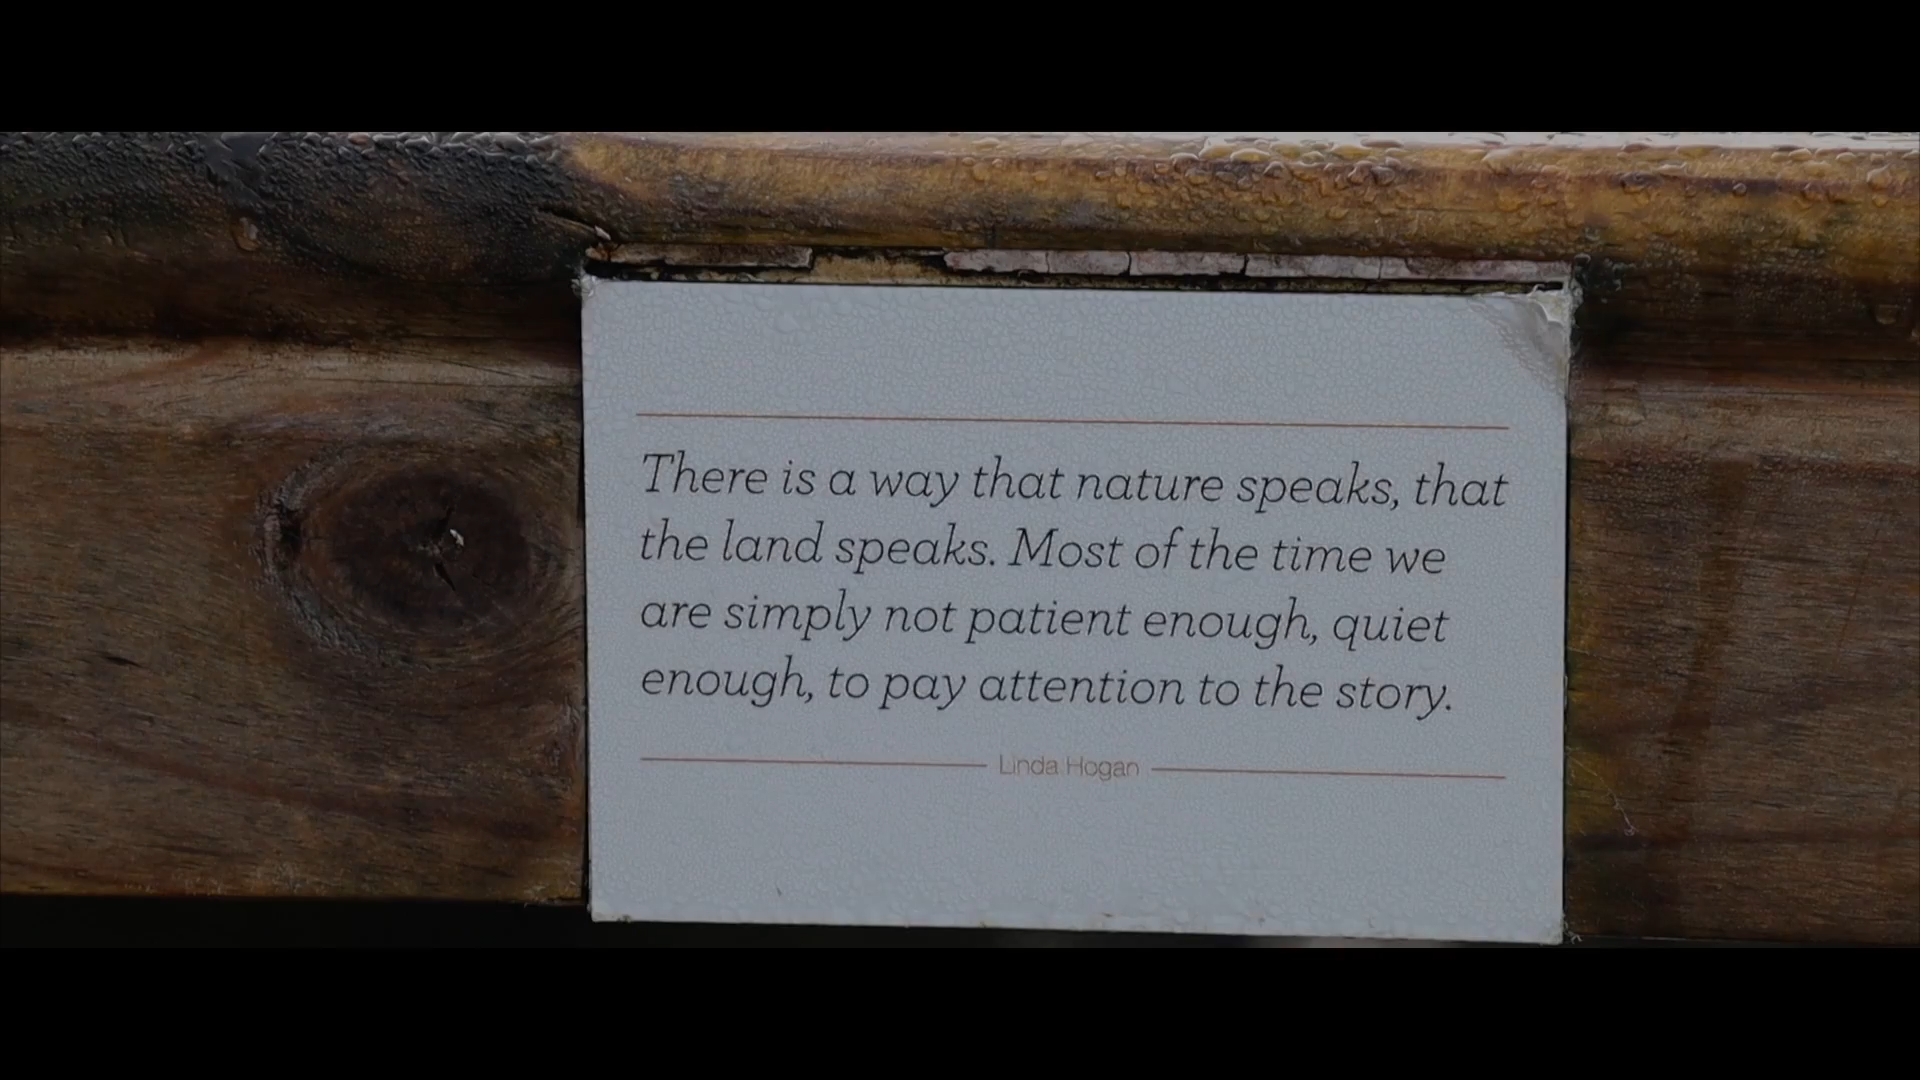 There is a way that nature speaks, that
the land speaks. Most of the time we
are simply not patient enough, quiet
enough, to pay attention to the story.
Linda Hogan